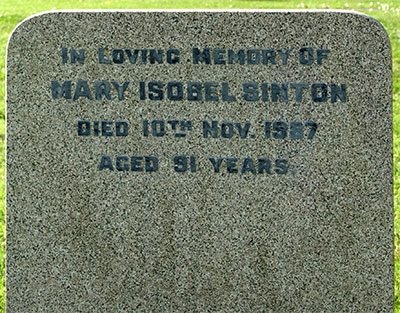 IN LOVING MEMORY OF
MARY ISOBEL SINTON
DIED 10TH NOV. 1987
AGED 91 YEARS.